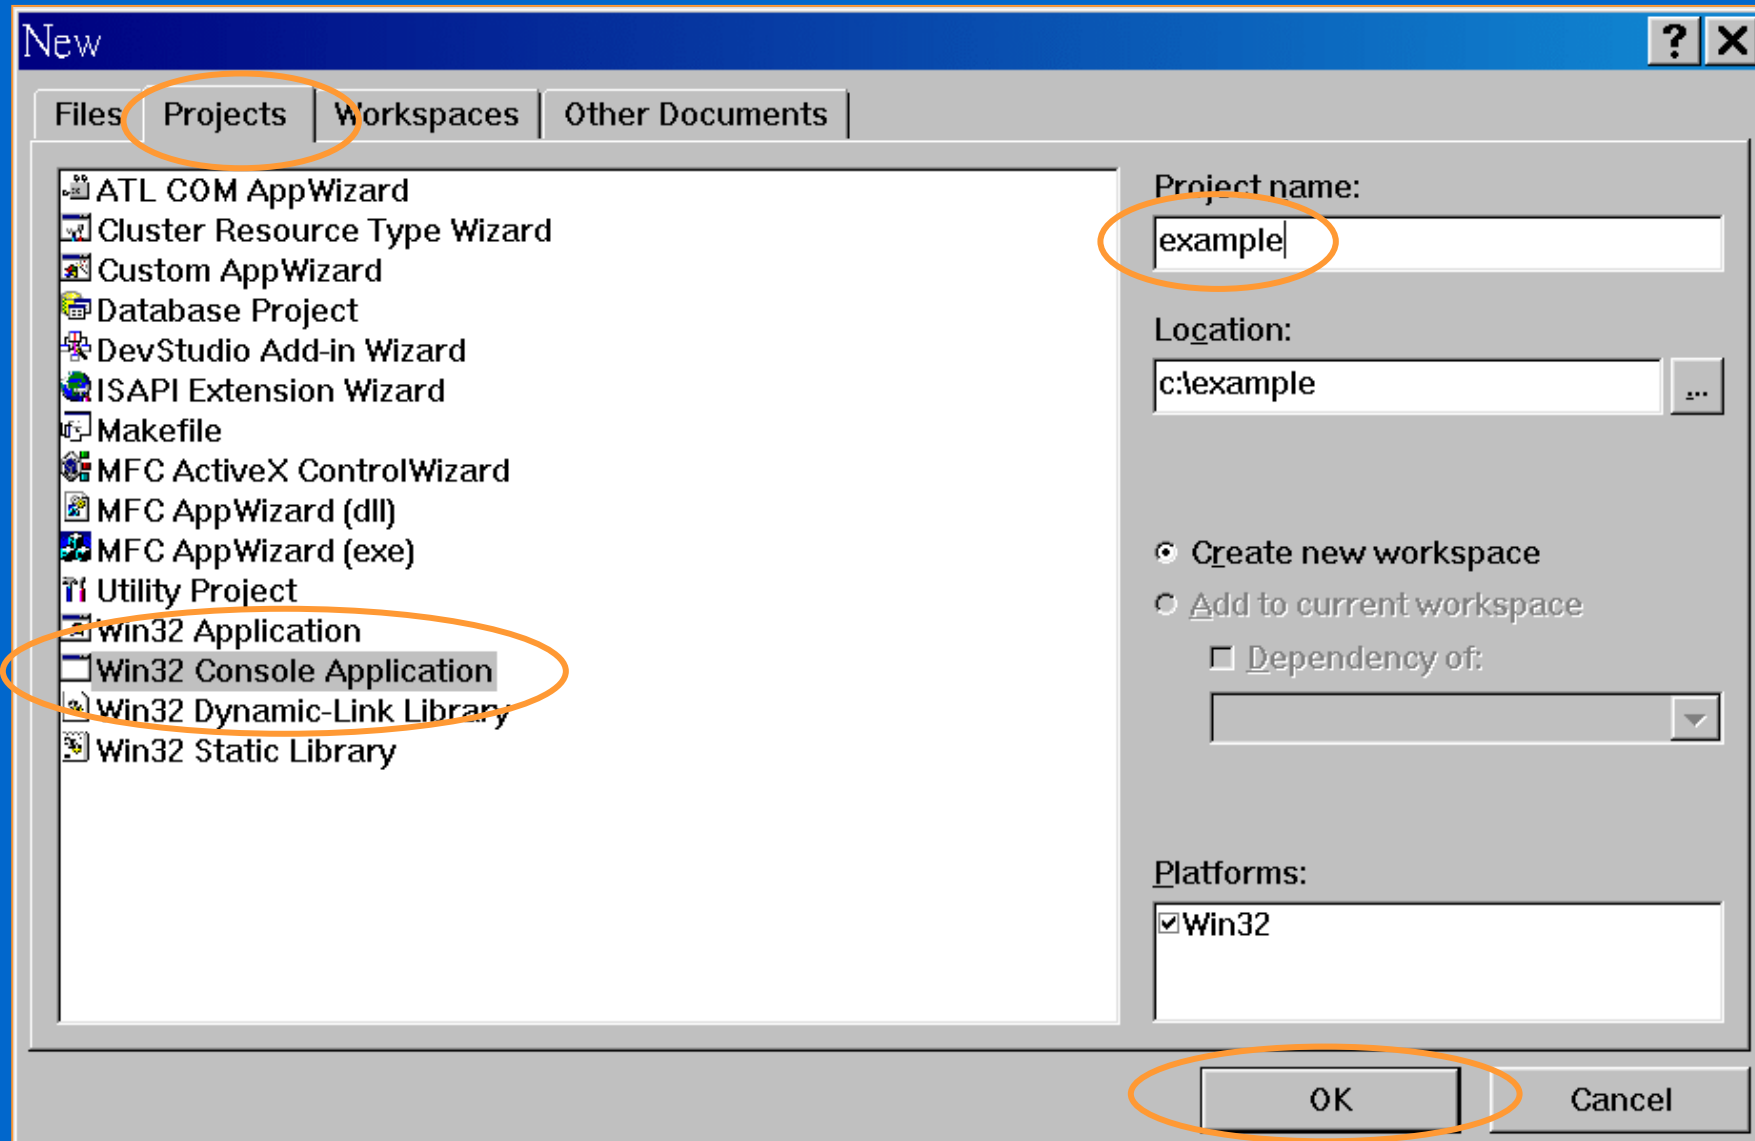 New
Files Projects Workspaces Other Documents
ATL COM AppWizard
Cluster Resource Type Wizard
Custom AppWizard
Database Project
DevStudio Add-in Wizard
ISAPI Extension Wizard
Makefile
MFC ActiveX ControlWizard
MFC AppWizard (dll)
MFC AppWizard (exe)
Utility Project
Win32 Application
Win32 Console Application
Win32 Dynamic-Link Library
Win32 Static Library
Project name:
example
Location:
c:\example
...
Create new workspace
Add to current workspace
Dependency of:
Platforms:
Win32
OK Cancel